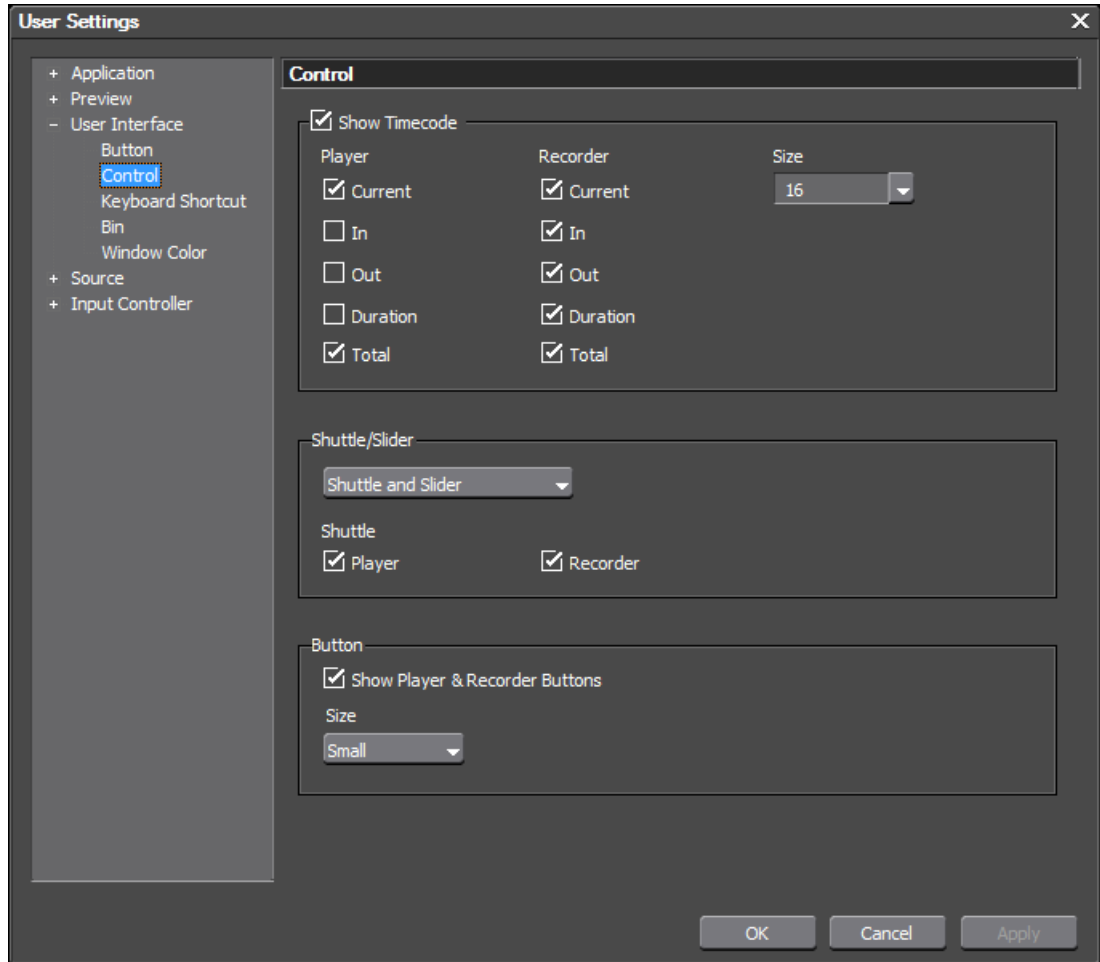 User Settings
+ Application
+ Preview
- User Interface
Button
Control
Keyboard Shortcut
Bin
Window Color
+ Source
+ Input Controller
Control
Show Timecode
Player Recorder Size
Current Current 16
In In
Out Out
Duration Duration
Total Total
Shuttle/Slider
Shuttle and Slider
Shuttle
Player Recorder
Button
Show Player & Recorder Buttons
Size
Small
OK Cancel Apply